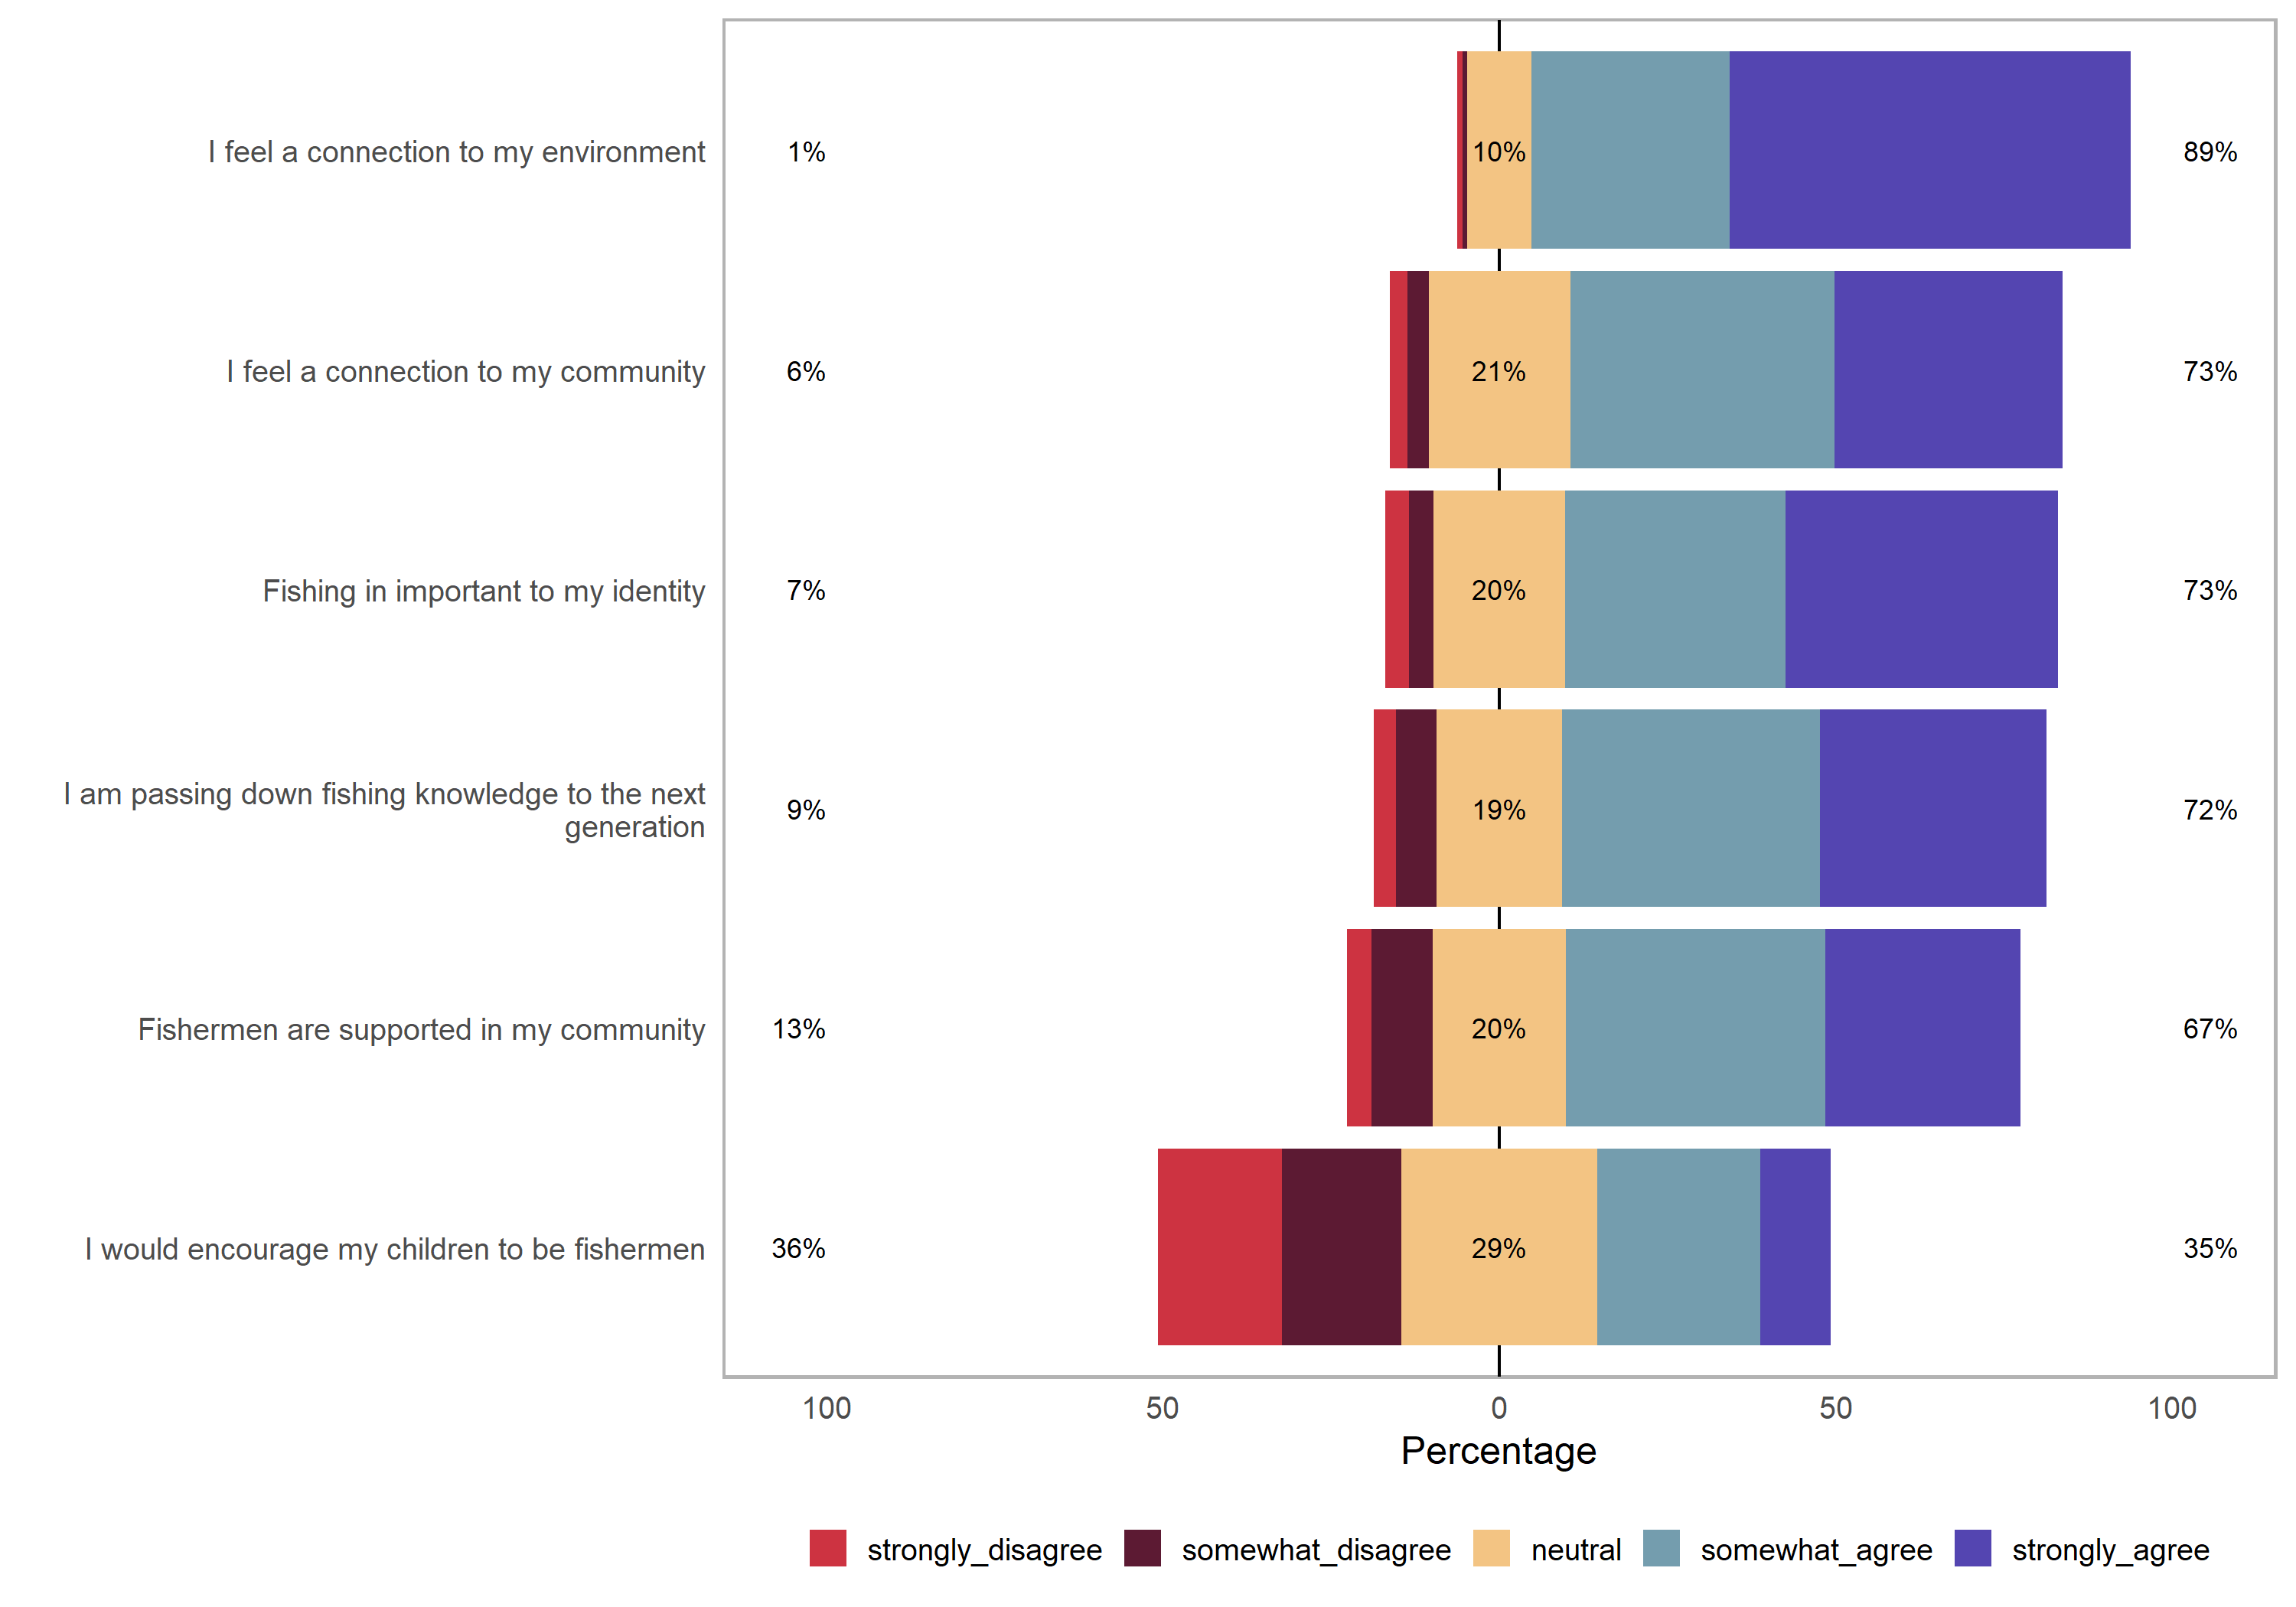 I feel a connection to my environment 1% 10% 89%
I feel a connection to my community 6% 21% 73%
Fishing in important to my identity 7% 20% 73%
I am passing down fishing knowledge to the next
generation 9% 19% 72%
Fishermen are supported in my community 13% 20% 67%
I would encourage my children to be fishermen 36% 29% 35%
100 50 0 50 100
Percentage
strongly_disagree somewhat_disagree neutral somewhat_agree strongly_agree